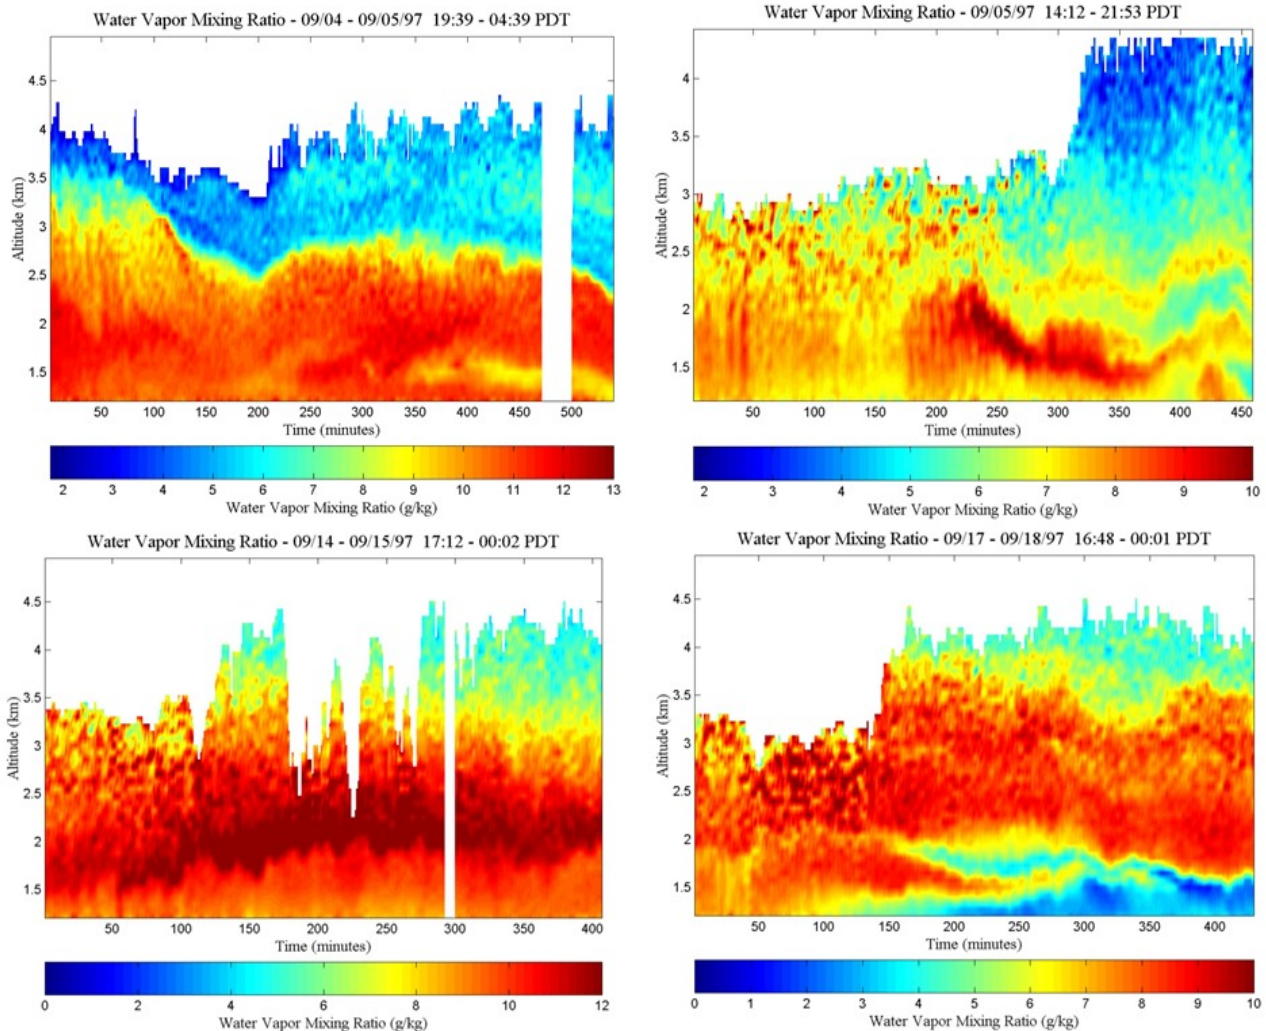 Water Vapor Mixing Ratio - 09/04 - 09/05/97 19:39 - 04:39 PDT
4.5
4
3.5
3
2.5
2
1.5
Altitude (km)
50 100 150 200 250 300 350 400 450 500
Time (minutes)
2 3 4 5 6 7 8 9 10 11 12 13
Water Vapor Mixing Ratio (g/kg)
Water Vapor Mixing Ratio - 09/05/97 14:12 - 21:53 PDT
4
3.5
3
2.5
2
1.5
Altitude (km)
50 100 150 200 250 300 350 400 450
Time (minutes)
2 3 4 5 6 7 8 9 10
Water Vapor Mixing Ratio (g/kg)
Water Vapor Mixing Ratio - 09/14 - 09/15/97 17:12 - 00:02 PDT
4.5
4
3.5
3
2.5
2
1.5
Altitude (km)
50 100 150 200 250 300 350 400
Time (minutes)
0 2 4 6 8 10 12
Water Vapor Mixing Ratio (g/kg)
Water Vapor Mixing Ratio - 09/17 - 09/18/97 16:48 - 00:01 PDT
4.5
4
3.5
3
2.5
2
1.5
Altitude (km)
50 100 150 200 250 300 350 400
Time (minutes)
0 1 2 3 4 5 6 7 8 9 10
Water Vapor Mixing Ratio (g/kg)